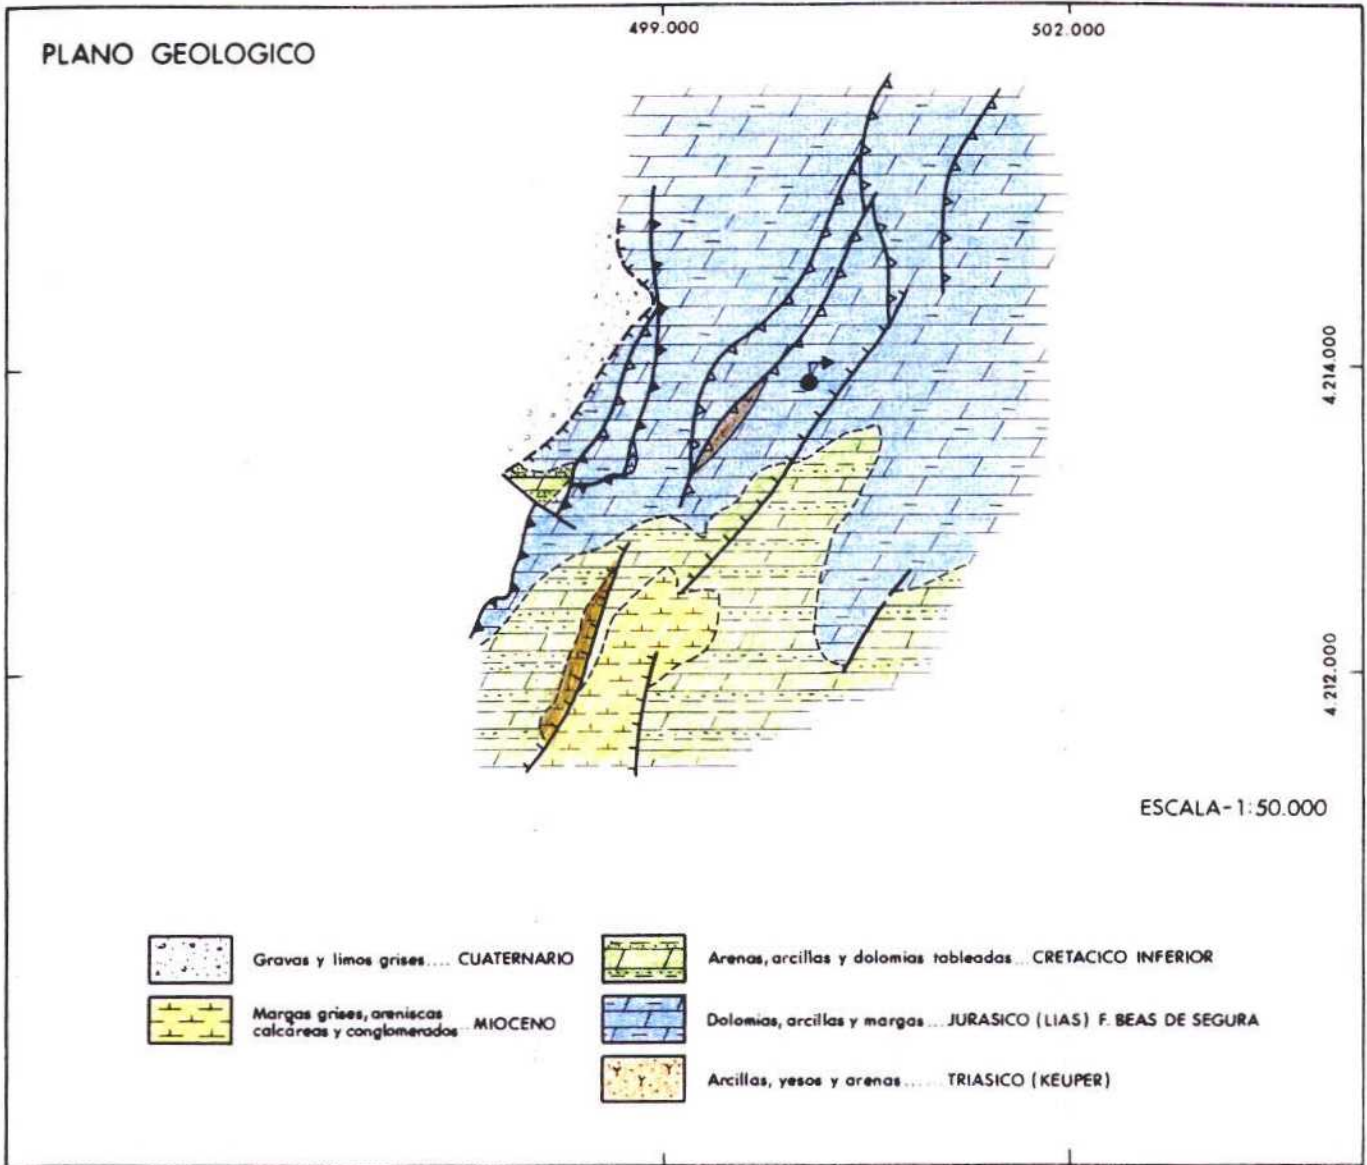 499.000
502.000
PLANO GEOLOGICO
4.214.000
4.212.000
ESCALA-1:50.000
Gravas y limos grises.... CUATERNARIO
Margas grises, areniscas
calcáreas y conglomerados... MIOCENO
Arenas, arcillas y dolomias tableadas... CRETACICO INFERIOR
Dolomias, arcillas y margas... JURASICO (LIAS) F. BEAS DE SEGURA
Arcillas, yesos y arenas...... TRIASICO (KEUPER)